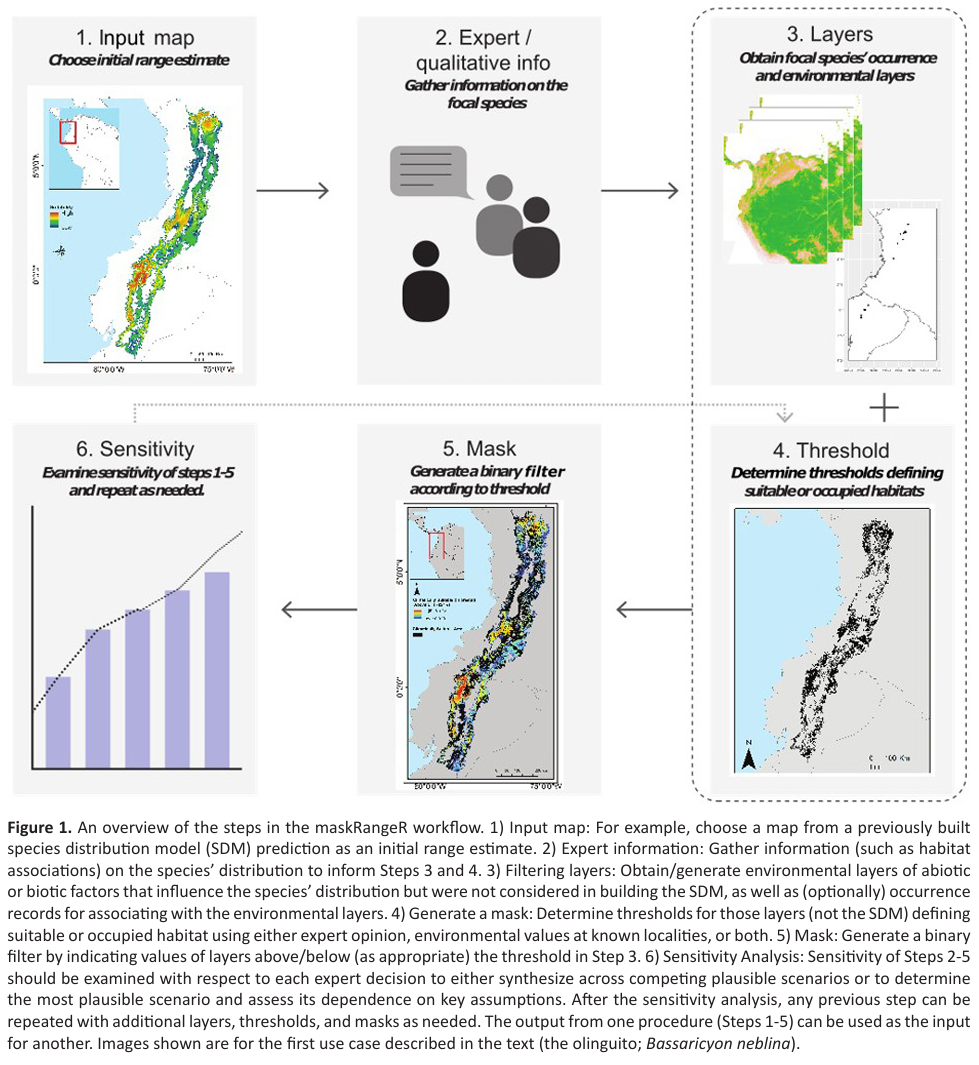 1. Input map
Choose initial range estimate
5°0'0"N
High
Low
0°0'0"
80°0'0"W
75°0'0"W
2. Expert /
qualitative info
Gather information on the
focal species
3. Layers
Obtain focal species' occurrence
and environmental layers
+
6. Sensitivity
Examine sensitivity of steps 1-5
and repeat as needed.
5. Mask
Generate a binary filter
according to threshold
5°0'0"N
80°0'0"W
75°0'0"W
4. Threshold
Determine thresholds defining
suitable or occupied habitats
N
0 100 Km
Figure 1. An overview of the steps in the maskRangeR workflow. 1) Input map: For example, choose a map from a previously built
species distribution model (SDM) prediction as an initial range estimate. 2) Expert information: Gather information (such as habitat
associations) on the species' distribution to inform Steps 3 and 4. 3) Filtering layers: Obtain/generate environmental layers of abiotic
or biotic factors that influence the species' distribution but were not considered in building the SDM, as well as (optionally) occurrence
records for associating with the environmental layers. 4) Generate a mask: Determine thresholds for those layers (not the SDM) defining
suitable or occupied habitat using either expert opinion, environmental values at known localities, or both. 5) Mask: Generate a binary
filter by indicating values of layers above/below (as appropriate) the threshold in Step 3. 6) Sensitivity Analysis: Sensitivity of Steps 2-5
should be examined with respect to each expert decision to either synthesize across competing plausible scenarios or to determine
the most plausible scenario and assess its dependence on key assumptions. After the sensitivity analysis, any previous step can be
repeated with additional layers, thresholds, and masks as needed. The output from one procedure (Steps 1-5) can be used as the input
for another. Images shown are for the first use case described in the text (the olinguito; Bassaricyon neblina).